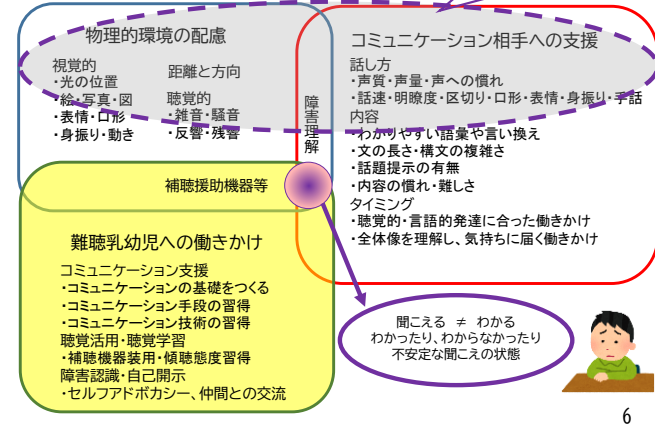 物理的環境の配慮
視覚的
・光の位置
・絵・写真・図
・表情・口形
・身振り・動き
距離と方向
聴覚的
・雑音・騒音
・反響・残響
障害理解
コミュニケーション相手への支援
話し方
・声質・声量・声への慣れ
・話速・明瞭度・区切り・口形・表情・身振り・手話
内容
・わかりやすい語彙や言い換え
・文の長さ・構文の複雑さ
・話題提示の有無
・内容の慣れ・難しさ
タイミング
・聴覚的・言語的発達に合った働きかけ
・全体像を理解し、気持ちに届く働きかけ
補聴援助機器等
難聴乳幼児への働きかけ
コミュニケーション支援
・コミュニケーションの基礎をつくる
・コミュニケーション手段の習得
・コミュニケーション技術の習得
聴覚活用・聴覚学習
・補聴機器装用・傾聴態度習得
障害認識・自己開示
・セルフアドボカシー、仲間との交流
聞こえる ≠ わかる
わかったり、わからなかったり
不安定な聞こえの状態
6